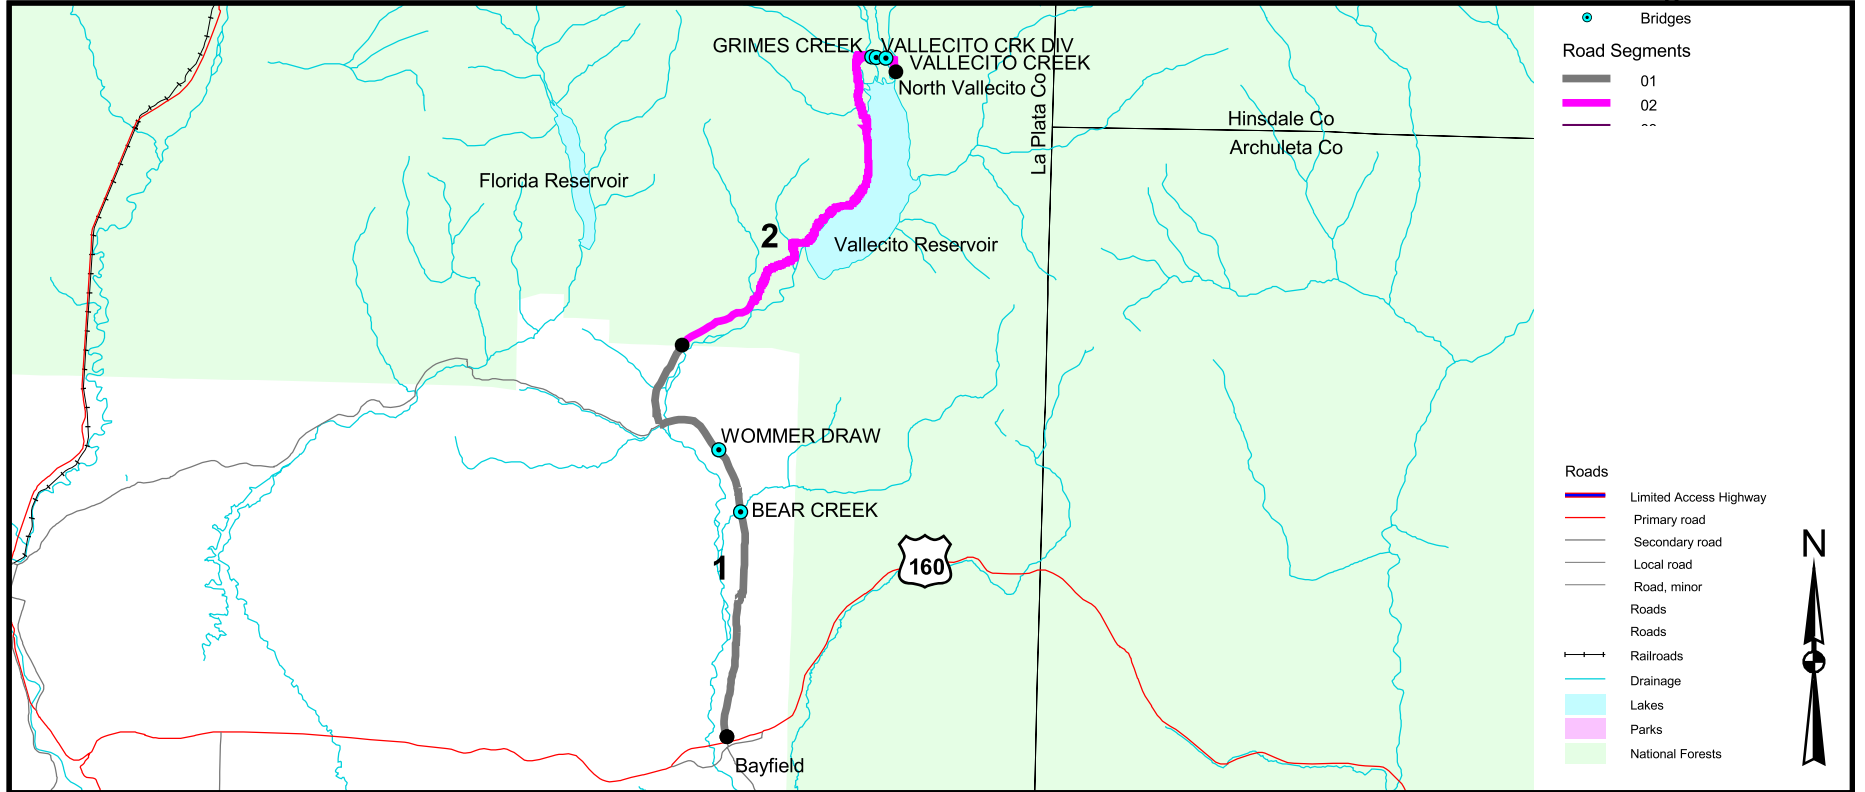 GRIMES CREEK
VALLECITO CRK DIV
VALLECITO CREEK
North Vallecito
La Plata Co
Hinsdale Co
Archuleta Co
Florida Reservoir
2
Vallecito Reservoir
WOMMER DRAW
BEAR CREEK
1
160
Bayfield
Bridges
Road Segments
01
02
Roads
Limited Access Highway
Primary road
Secondary road
Local road
Road, minor
Roads
Roads
Railroads
Drainage
Lakes
Parks
National Forests
N